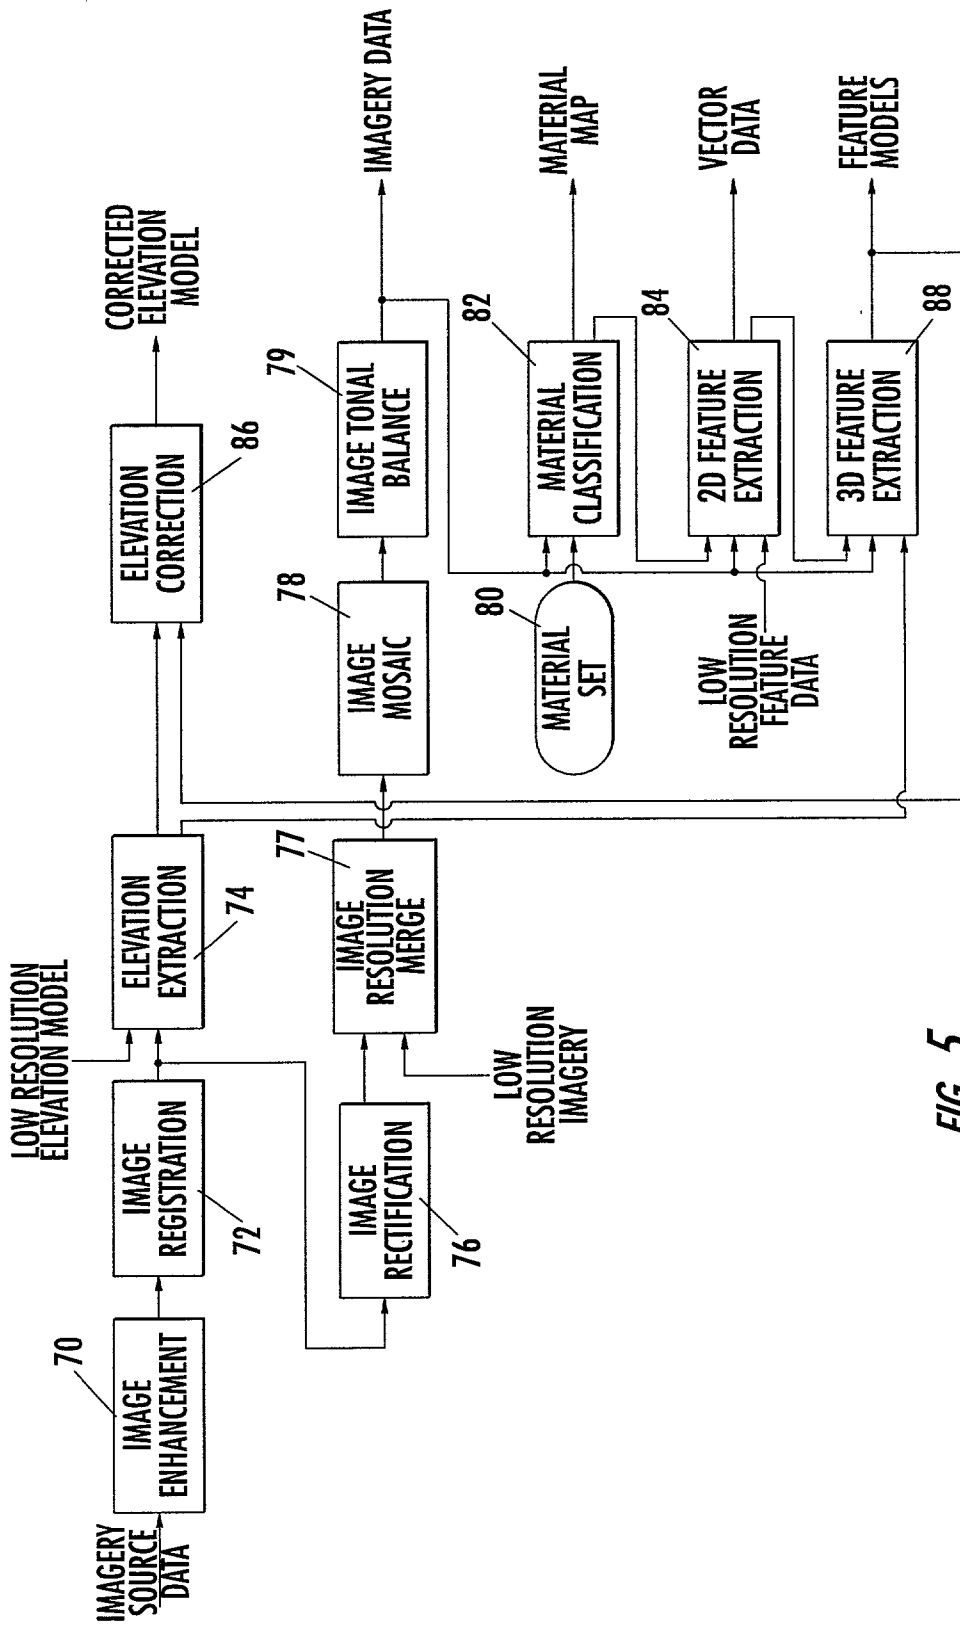 IMAGERY
SOURCE
DATA
70
IMAGE
ENHANCEMENT
IMAGE
REGISTRATION
72
LOW RESOLUTION
ELEVATION MODEL
ELEVATION
EXTRACTION
74
ELEVATION
CORRECTION
86
CORRECTED
ELEVATION
MODEL
IMAGE
RECTIFICATION
76
LOW
RESOLUTION
IMAGERY
77
IMAGE
RESOLUTION
MERGE
78
IMAGE
MOSAIC
79
IMAGE TONAL
BALANCE
IMAGERY DATA
80
MATERIAL
SET
82
MATERIAL
CLASSIFICATION
MATERIAL
MAP
LOW
RESOLUTION
FEATURE
DATA
84
2D FEATURE
EXTRACTION
VECTOR
DATA
3D FEATURE
EXTRACTION
88
FEATURE
MODELS
FIG. 5